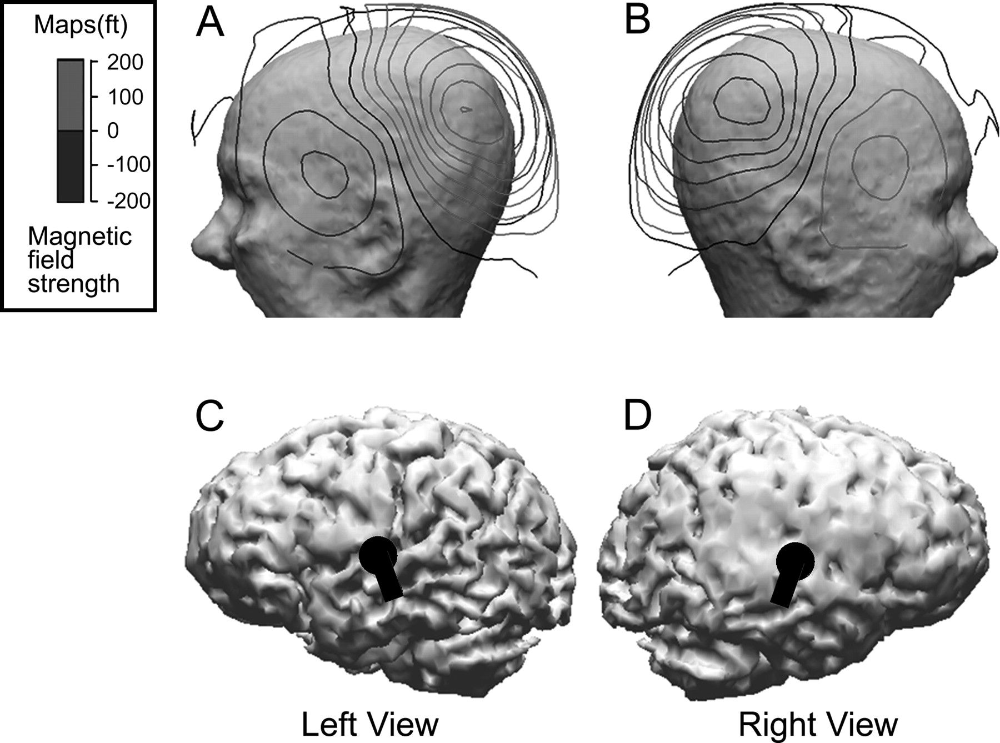 Maps(ft)
200
100
0
-100
-200
Magnetic
field
strength
A
B
C
D
Left View
Right View